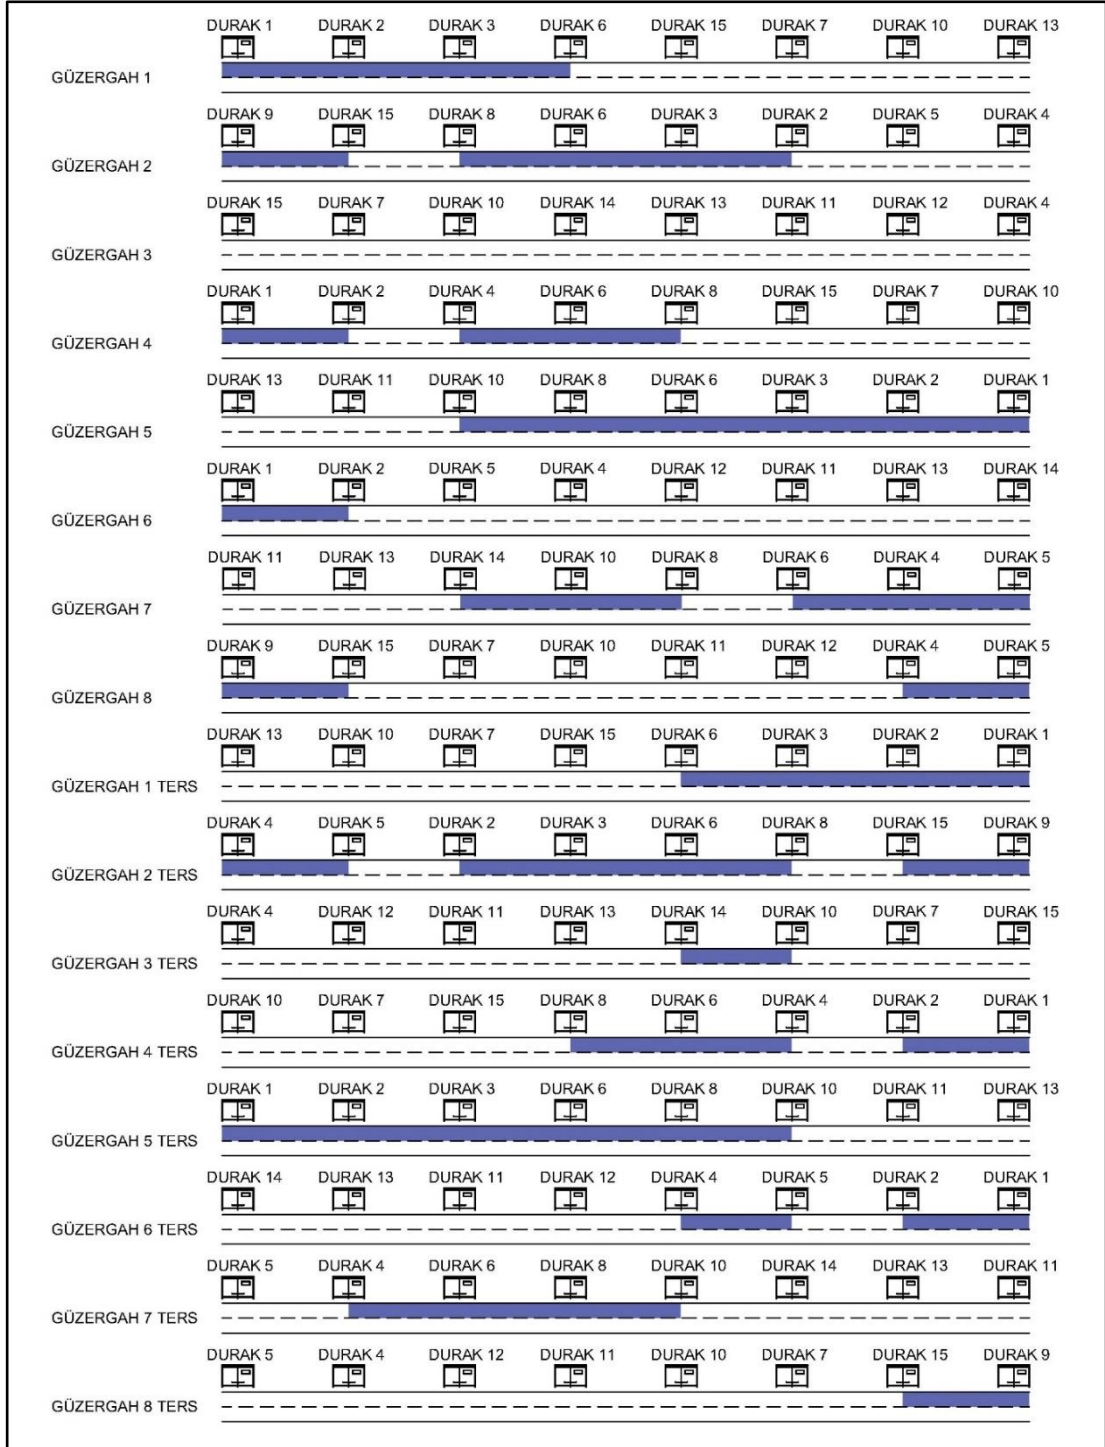 DURAK 1 DURAK 2 DURAK 3 DURAK 6 DURAK 15 DURAK 7 DURAK 10 DURAK 13
GÜZERGAH 1
DURAK 9 DURAK 15 DURAK 8 DURAK 6 DURAK 3 DURAK 2 DURAK 5 DURAK 4
GÜZERGAH 2
DURAK 15 DURAK 7 DURAK 10 DURAK 14 DURAK 13 DURAK 11 DURAK 12 DURAK 4
GÜZERGAH 3
DURAK 1 DURAK 2 DURAK 4 DURAK 6 DURAK 8 DURAK 15 DURAK 7 DURAK 10
GÜZERGAH 4
DURAK 13 DURAK 11 DURAK 10 DURAK 8 DURAK 6 DURAK 3 DURAK 2 DURAK 1
GÜZERGAH 5
DURAK 1 DURAK 2 DURAK 5 DURAK 4 DURAK 12 DURAK 11 DURAK 13 DURAK 14
GÜZERGAH 6
DURAK 11 DURAK 13 DURAK 14 DURAK 10 DURAK 8 DURAK 6 DURAK 4 DURAK 5
GÜZERGAH 7
DURAK 9 DURAK 15 DURAK 7 DURAK 10 DURAK 11 DURAK 12 DURAK 4 DURAK 5
GÜZERGAH 8
DURAK 13 DURAK 10 DURAK 7 DURAK 15 DURAK 6 DURAK 3 DURAK 2 DURAK 1
GÜZERGAH 1 TERS
DURAK 4 DURAK 5 DURAK 2 DURAK 3 DURAK 6 DURAK 8 DURAK 15 DURAK 9
GÜZERGAH 2 TERS
DURAK 4 DURAK 12 DURAK 11 DURAK 13 DURAK 14 DURAK 10 DURAK 7 DURAK 15
GÜZERGAH 3 TERS
DURAK 10 DURAK 7 DURAK 15 DURAK 8 DURAK 6 DURAK 4 DURAK 2 DURAK 1
GÜZERGAH 4 TERS
DURAK 1 DURAK 2 DURAK 3 DURAK 6 DURAK 8 DURAK 10 DURAK 11 DURAK 13
GÜZERGAH 5 TERS
DURAK 14 DURAK 13 DURAK 11 DURAK 12 DURAK 4 DURAK 5 DURAK 2 DURAK 1
GÜZERGAH 6 TERS
DURAK 5 DURAK 4 DURAK 6 DURAK 8 DURAK 10 DURAK 14 DURAK 13 DURAK 11
GÜZERGAH 7 TERS
DURAK 5 DURAK 4 DURAK 12 DURAK 11 DURAK 10 DURAK 7 DURAK 15 DURAK 9
GÜZERGAH 8 TERS